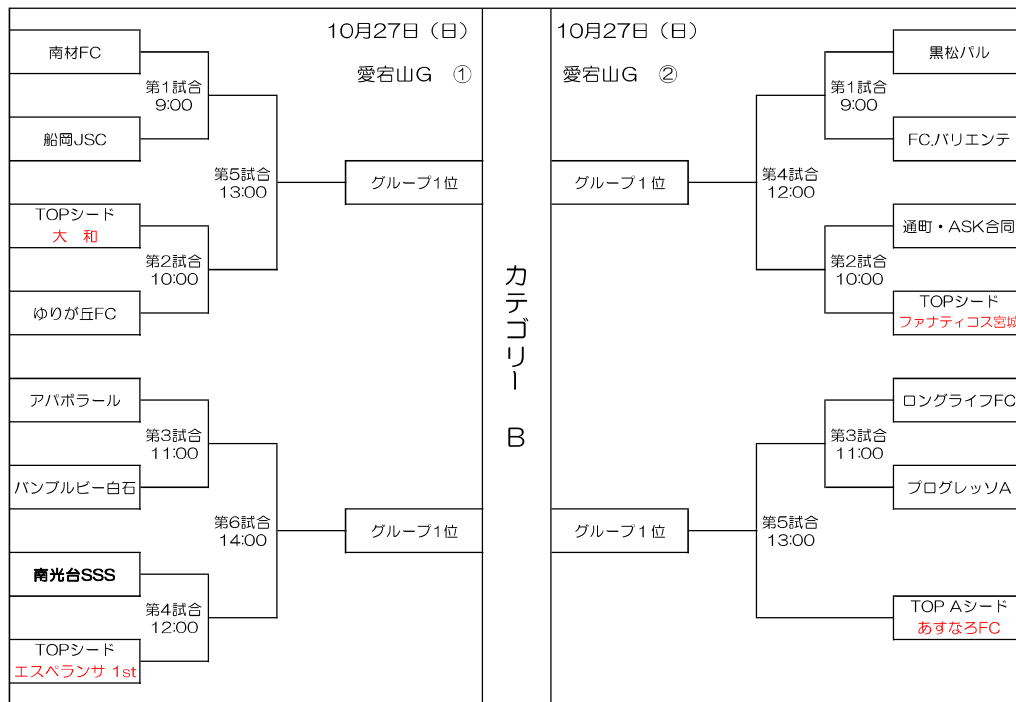 10月27日（日）
愛宕山G ①
南材FC
第1試合
9:00
船岡JSC
第5試合
13:00
グループ1位
TOPシード
大 和
第2試合
10:00
ゆりが丘FC
アバボラール
第3試合
11:00
バンブルビー白石
第6試合
14:00
グループ1位
南光台SSS
第4試合
12:00
TOPシード
エスペランサ 1st
カテゴリー B
10月27日（日）
愛宕山G ②
黒松パル
第1試合
9:00
FC.バリエンテ
第4試合
12:00
グループ1位
通町・ASK合同
第2試合
10:00
TOPシード
ファナティコス宮城
ロングライフFC
第3試合
11:00
プログレッソA
第5試合
13:00
グループ1位
TOP Aシード
あすなろFC